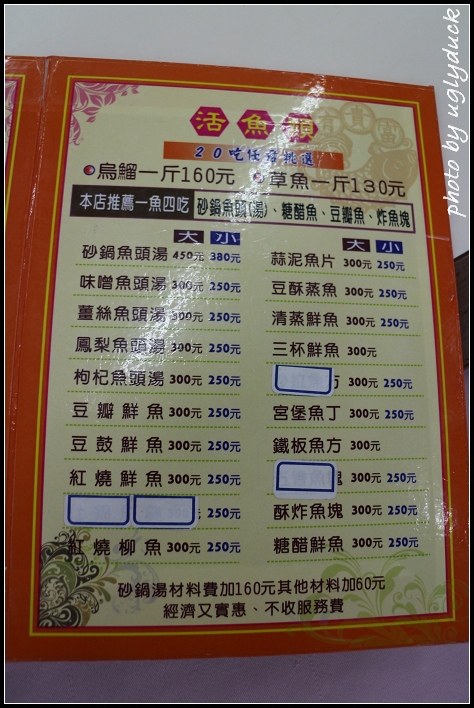 活魚類
20吃任君挑選
烏鰡一斤160元 草魚一斤130元
本店推薦一魚四吃 砂鍋魚頭(湯)、糖醋魚、豆瓣魚、炸魚塊
大 小
砂鍋魚頭湯 450元 380元
味噌魚頭湯 300元 250元
薑絲魚頭湯 300元 250元
鳳梨魚頭湯 300元 250元
枸杞魚頭湯 300元 250元
豆瓣鮮魚 300元 250元
豆鼓鮮魚 300元 250元
紅燒鮮魚 300元 250元
元
紅燒柳魚 300元 250元
大 小
蒜泥魚片 300元 250元
豆酥蒸魚 300元 250元
清蒸鮮魚 300元 250元
三杯鮮魚 300元
方 300元 250元
宮堡魚丁 300元 250元
鐵板魚方 300元
塊 300元 250元
酥炸魚塊 300元 250元
糖醋鮮魚 300元 250元
砂鍋湯材料費加160元其他材料加60元
經濟又實惠、不收服務費
富貴有
photo by uglyduck